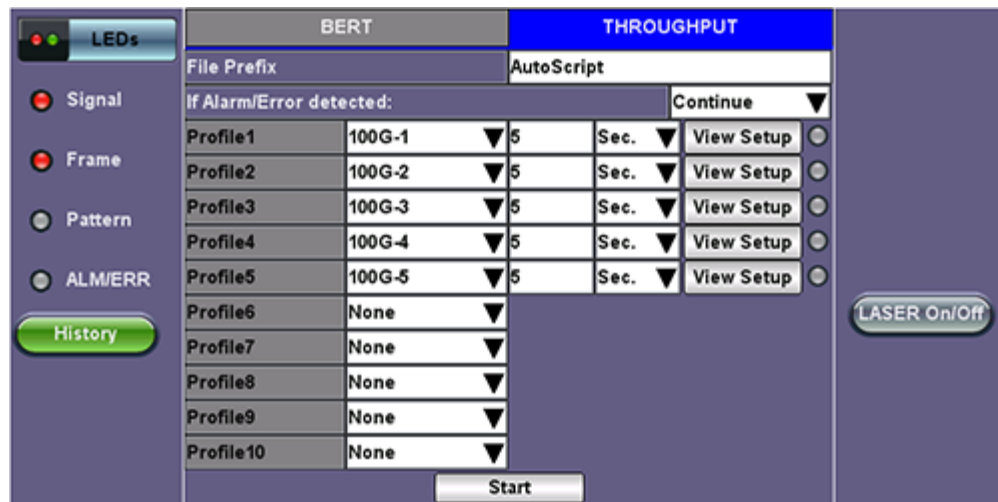 LEDs
Signal
Frame
Pattern
ALM/ERR
History
BERT THROUGHPUT
File Prefix AutoScript
If Alarm/Error detected: Continue
Profile1 100G-1 5 Sec. View Setup
Profile2 100G-2 5 Sec. View Setup
Profile3 100G-3 5 Sec. View Setup
Profile4 100G-4 5 Sec. View Setup
Profile5 100G-5 5 Sec. View Setup
Profile6 None
Profile7 None
Profile8 None
Profile9 None
Profile10 None
Start
LASER On/Off